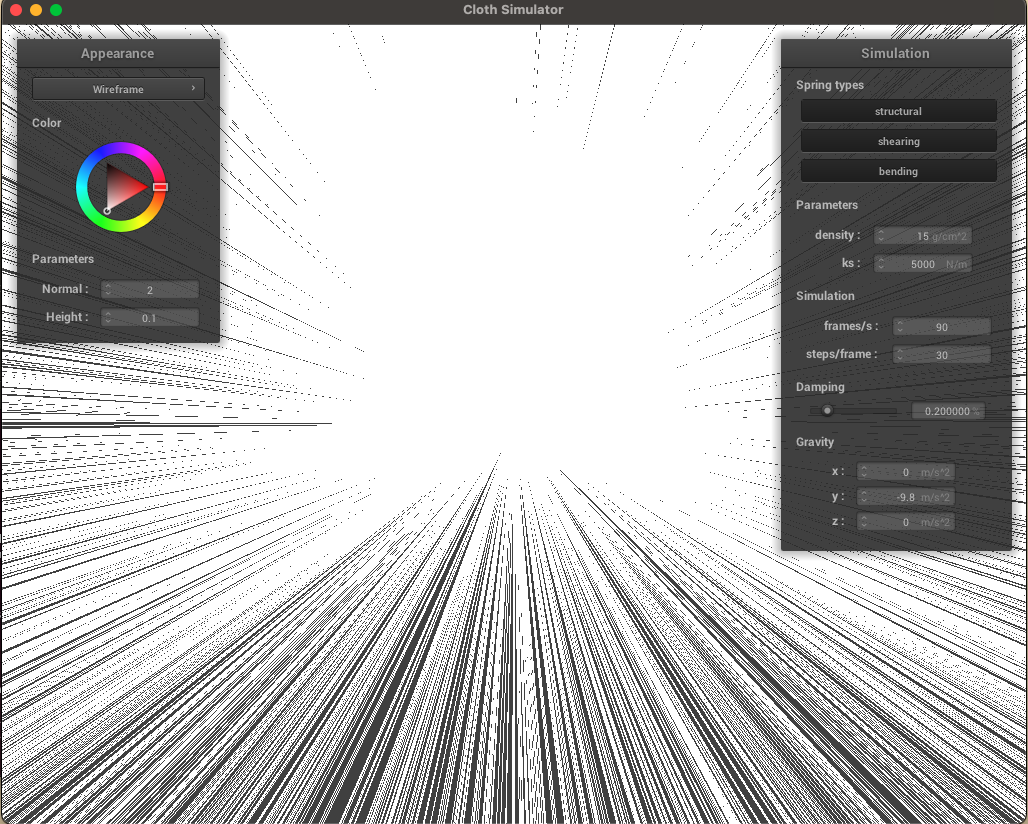 Cloth Simulator
Appearance
Wireframe
Color
Parameters
Normal : 2
Height : 0.1
Simulation
Spring types
structural
shearing
bending
Parameters
density : 15 g/cm^2
ks : 5000 N/m
Simulation
frames/s : 90
steps/frame : 30
Damping
0.200000 %
Gravity
x : 0 m/s^2
y : -9.8 m/s^2
z : 0 m/s^2